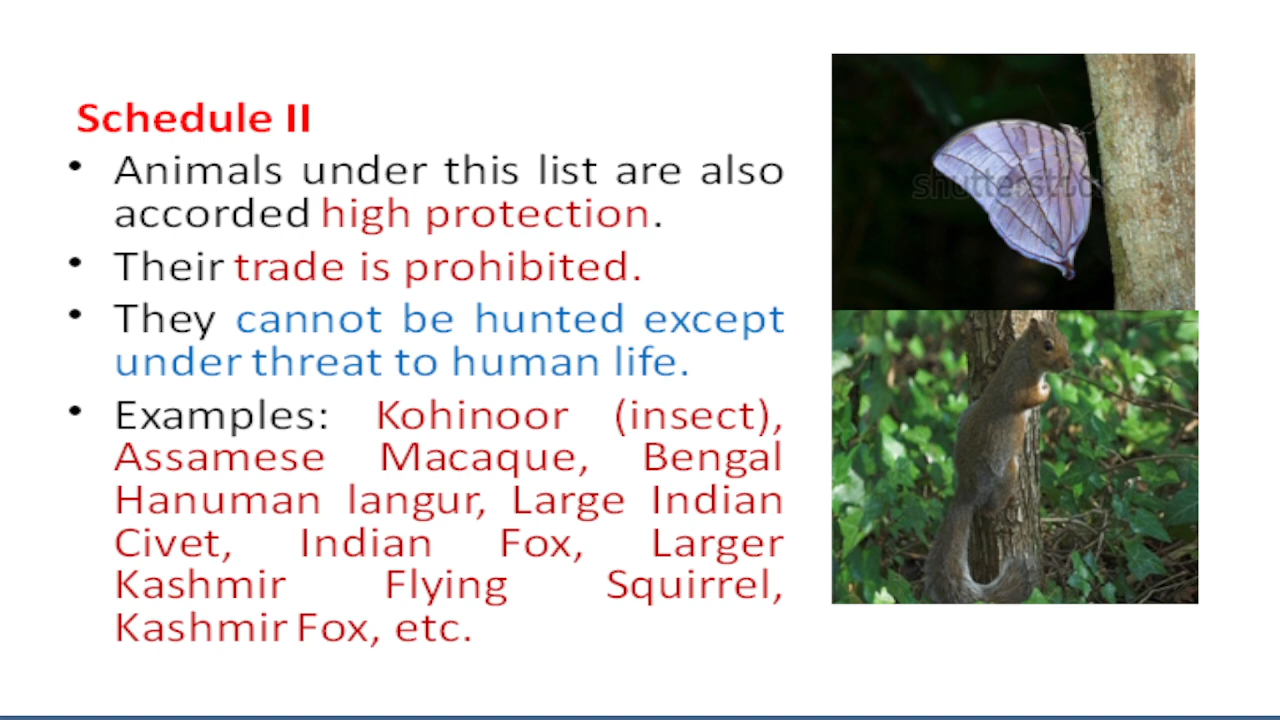 Schedule II
• Animals under this list are also
accorded high protection.
• Their trade is prohibited.
• They cannot be hunted except
under threat to human life.
• Examples: Kohinoor (insect),
Assamese Macaque, Bengal
Hanuman langur, Large Indian
Civet, Indian Fox, Larger
Kashmir Flying Squirrel,
Kashmir Fox, etc.
shutterstock